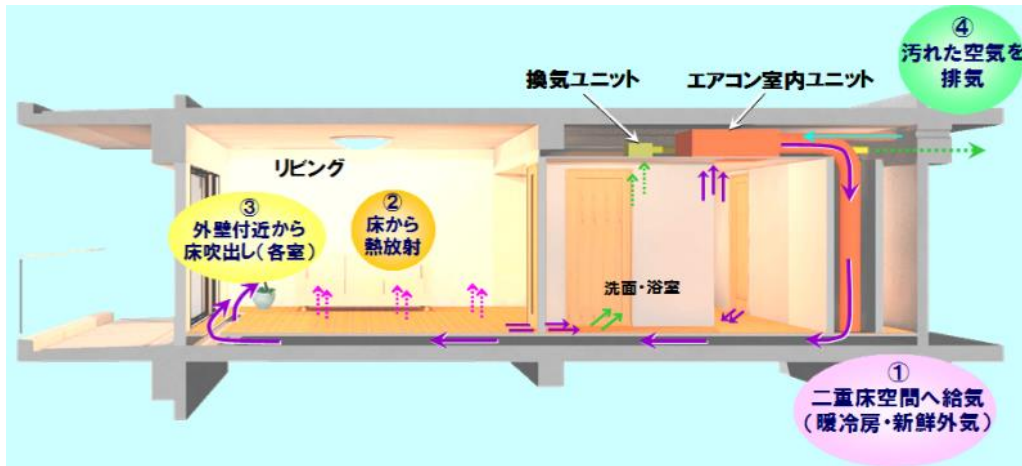 ④
汚れた空気を
排気
換気ユニット
エアコン室内ユニット
リビング
③
外壁付近から
床吹出し(各室)
②
床から
熱放射
洗面・浴室
①
二重床空間へ給気
(暖冷房・新鮮外気)